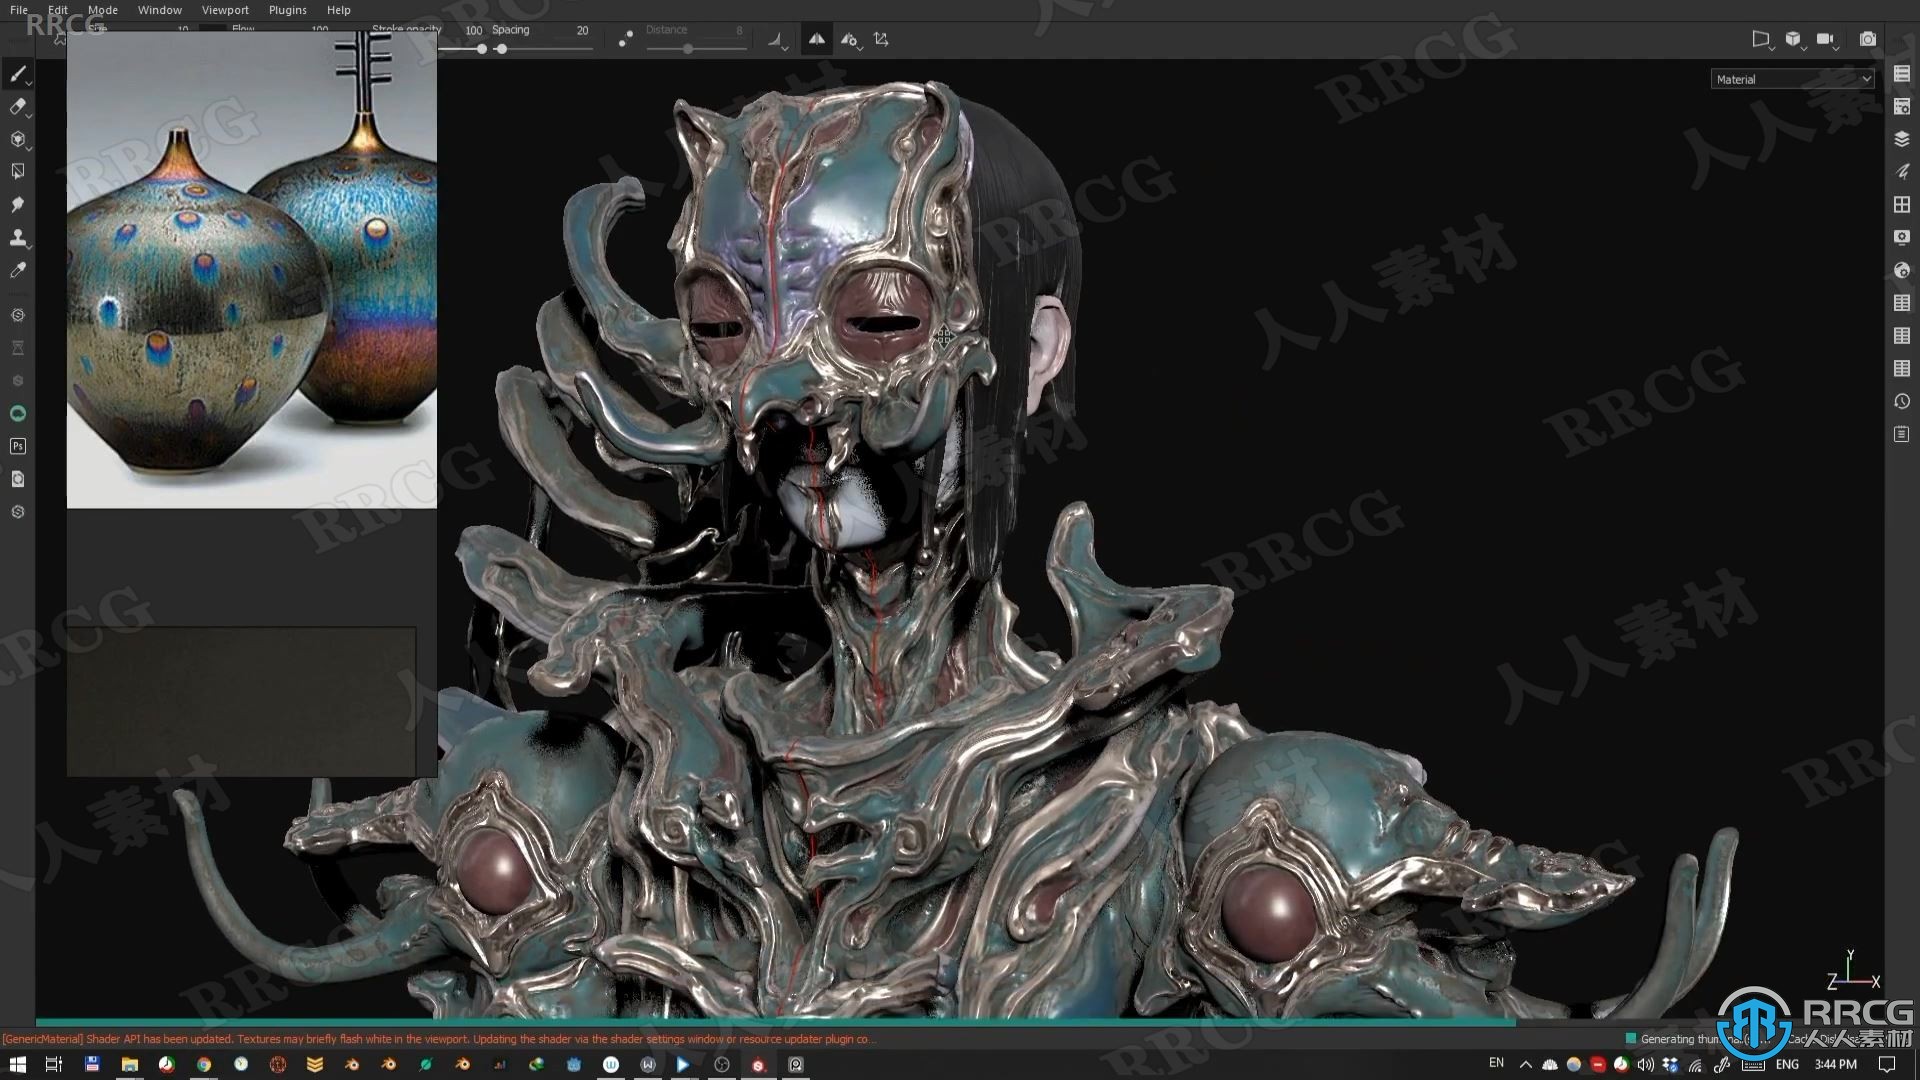 File Edit Mode Window Viewport Plugins Help
RRCG
Size 10 Flow 100 Stroke opacity 100 Spacing 20 Distance 8
Material
Ps
Y
Z X
[GenericMaterial] Shader API has been updated. Textures may briefly flash white in the viewport. Updating the shader via the shader settings window or resource updater plugin co...
Generating
RRCG
人人素材
EN ENG 3:44 PM